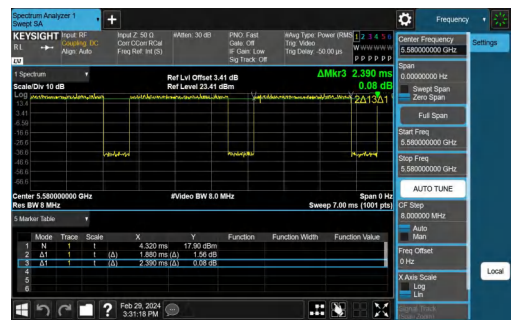 Spectrum Analyzer 1
Swept SA
+
Frequency
KEYSIGHT
RL
Input: RF
Coupling: DC
Align: Auto
Input Z: 50 Ω
Corr CCorr RCal
Freq Ref: Int (S)
#Atten: 30 dB
PNO: Fast
Gate: Off
IF Gain: Low
Sig Track: Off
#Avg Type: Power (RMS
Trig: Video
Trig Delay: -50.00 µs
1 2 3 4 5 6
W W W W W W
P P P P P P
LV
1 Spectrum
Scale/Div 10 dB
Ref Lvl Offset 3.41 dB
Ref Level 23.41 dBm
ΔMkr3 2.390 ms
0.08 dB
Log
13.4
3.41
-6.59
-16.6
-26.6
-36.6
-46.6
-56.6
-66.6
2Δ13Δ1
Center 5.580000000 GHz
Res BW 8 MHz
#Video BW 8.0 MHz
Span 0 Hz
Sweep 7.00 ms (1001 pts)
5 Marker Table
Mode Trace Scale X Y Function Function Width Function Value
1 N 1 t 4.320 ms 17.90 dBm
2 Δ1 1 t (Δ) 1.880 ms (Δ) 1.56 dB
3 Δ1 1 t (Δ) 2.390 ms (Δ) 0.08 dB
4
5
6
Feb 29, 2024
3:31:18 PM
Center Frequency
5.580000000 GHz
Settings
Span
0.00000000 Hz
Swept Span
Zero Span
Full Span
Start Freq
5.580000000 GHz
Stop Freq
5.580000000 GHz
AUTO TUNE
CF Step
8.000000 MHz
Auto
Man
Freq Offset
0 Hz
X Axis Scale
Log
Lin
Signal Track
Local